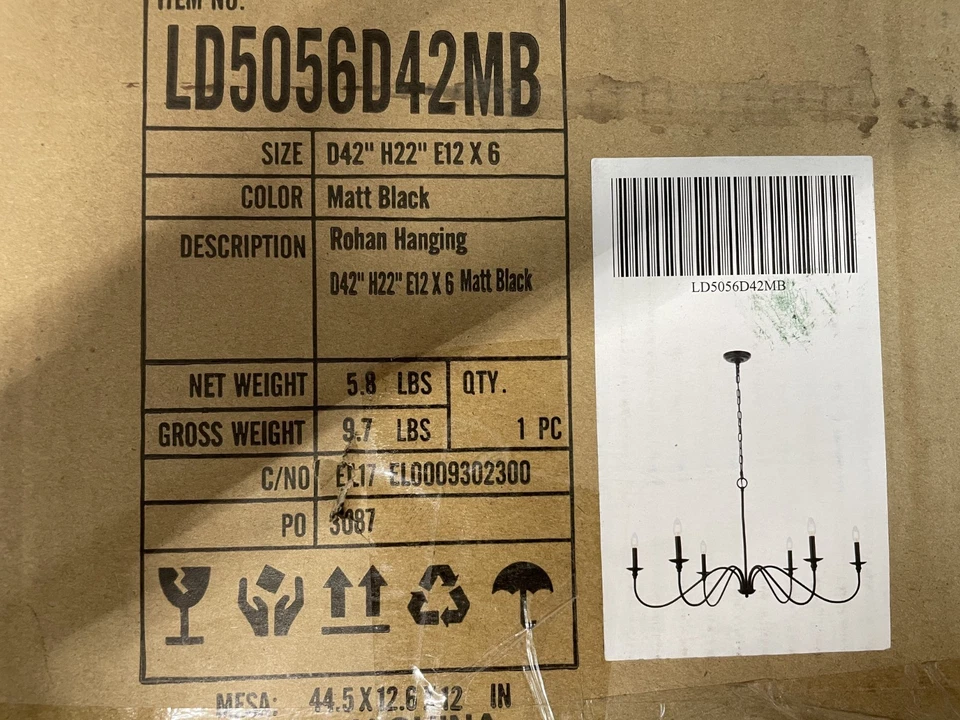 ITEM NO.
LD5056D42MB
SIZE D42" H22" E12 X 6
COLOR Matt Black
DESCRIPTION Rohan Hanging
D42" H22" E12 X 6 Matt Black
NET WEIGHT 5.8 LBS QTY.
GROSS WEIGHT 9.7 LBS 1 PC
C/NO EL17 EL0009302300
PO 3087
MESA: 44.5 X 12.6 X 12 IN
LD5056D42MB